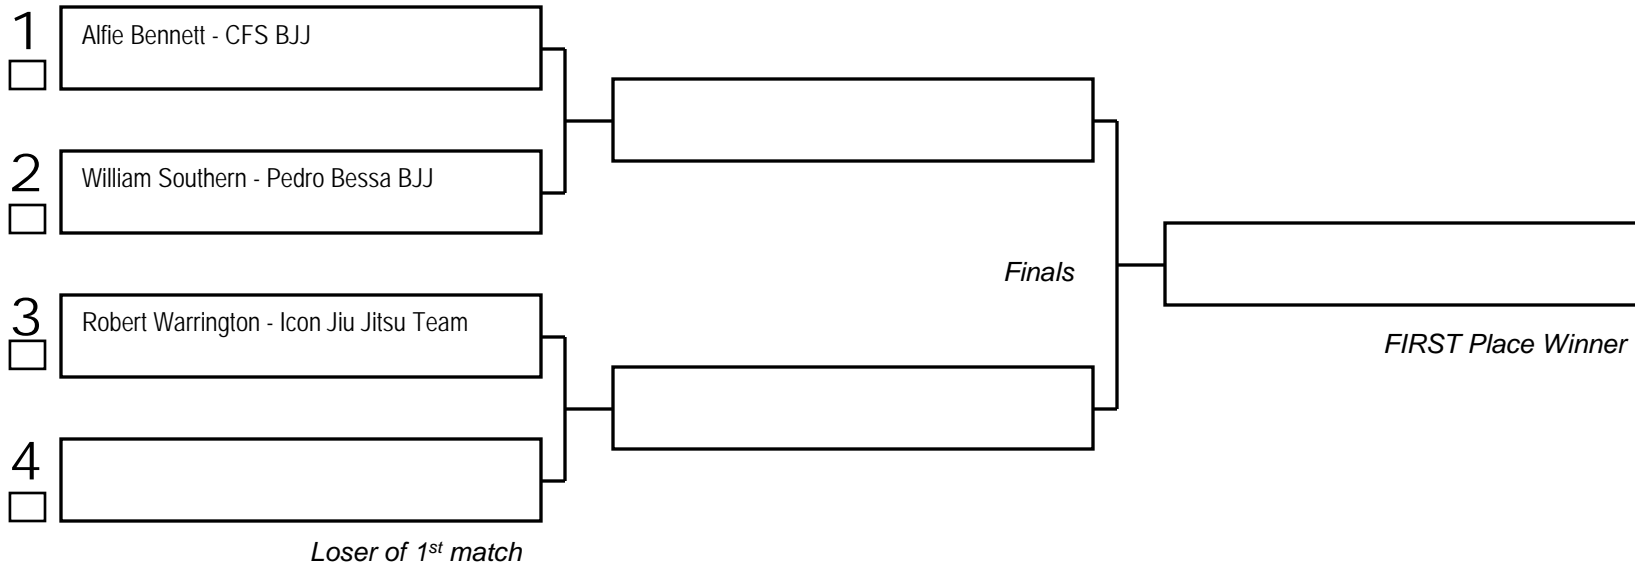 1
Alfie Bennett - CFS BJJ
2
William Southern - Pedro Bessa BJJ
Finals
3
Robert Warrington - Icon Jiu Jitsu Team
FIRST Place Winner
4
Loser of 1st match